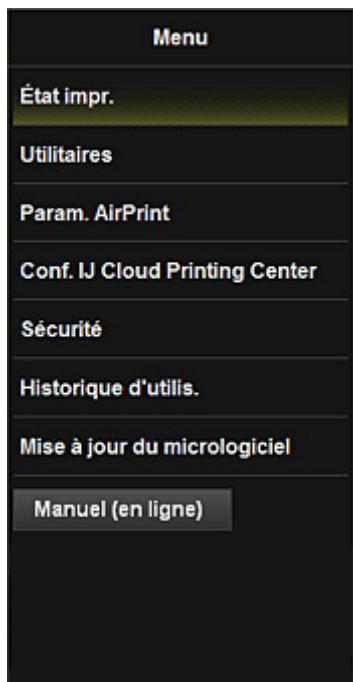 Menu
État impr.
Utilitaires
Param. AirPrint
Conf. IJ Cloud Printing Center
Sécurité
Historique d'utilis.
Mise à jour du micrologiciel
Manuel (en ligne)